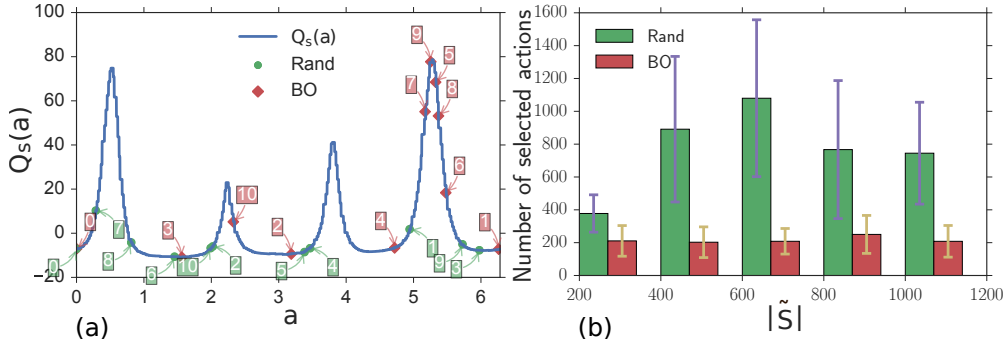 100
80
60
40
20
0
−20
Qs(a)
Qs(a)
Rand
BO
9
5
7
8
6
10
4
3
2
1
0
0
7
8
6
10
2
5
4
1
9
3
0 1 2 3 4 5 6
a
(a)
1600
1400
1200
1000
800
600
400
200
0
Number of selected actions
Rand
BO
200 400 600 800 1000 1200
|S̃|
(b)